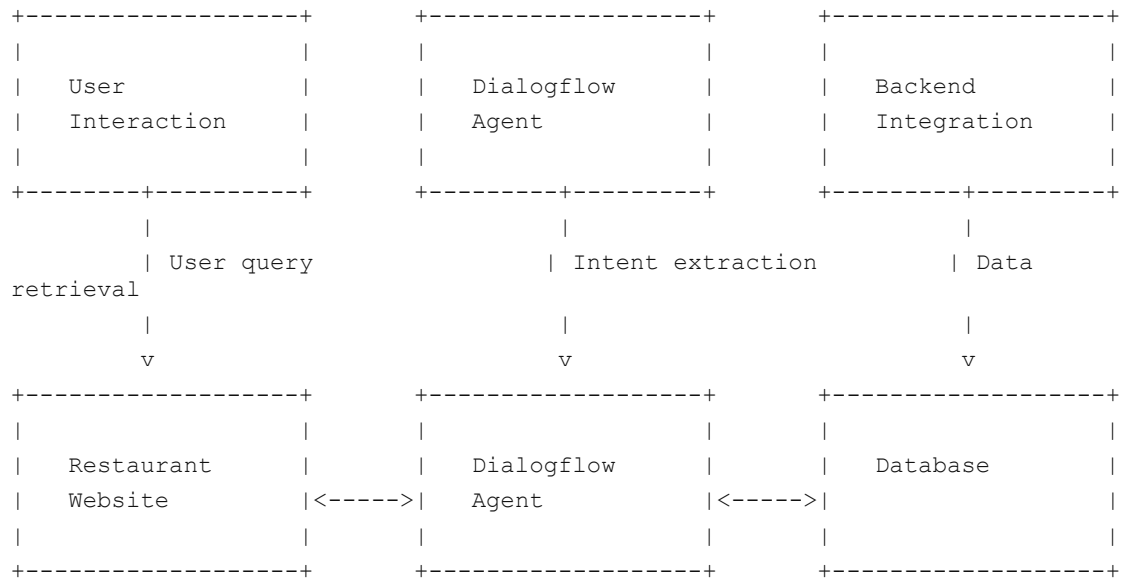 +-------------------+       +-------------------+       +-------------------+
|                   |       |                   |       |                   |
|   User            |       |   Dialogflow      |       |   Backend         |
|   Interaction     |       |   Agent           |       |   Integration     |
|                   |       |                   |       |                   |
+--------+----------+       +---------+---------+       +---------+---------+
         |                            |                           |
         | User query                | Intent extraction         | Data
retrieval
         |                            |                           |
         v                            v                           v
+-------------------+       +-------------------+       +-------------------+
|                   |       |                   |       |                   |
|   Restaurant      |       |   Dialogflow      |       |   Database        |
|   Website         |<----->|   Agent           |<----->|                   |
|                   |       |                   |       |                   |
+-------------------+       +-------------------+       +-------------------+